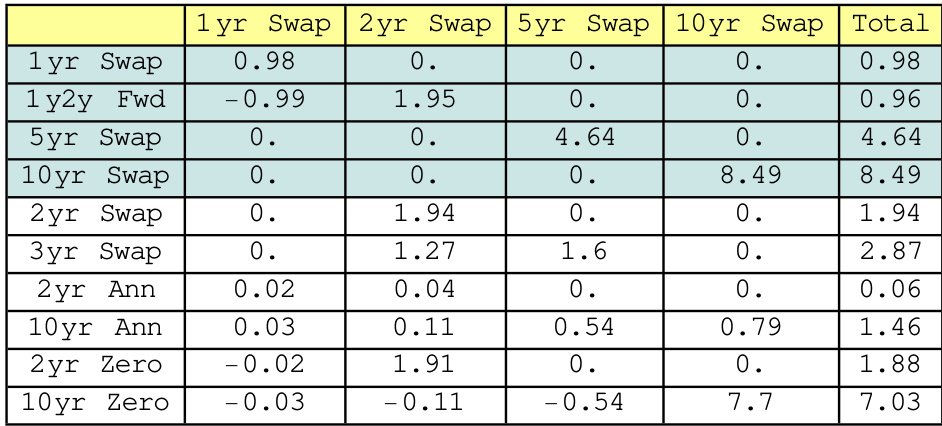 1yr Swap 2yr Swap 5yr Swap 10yr Swap Total
1yr Swap 0.98 0. 0. 0. 0.98
1y2y Fwd -0.99 1.95 0. 0. 0.96
5yr Swap 0. 0. 4.64 0. 4.64
10yr Swap 0. 0. 0. 8.49 8.49
2yr Swap 0. 1.94 0. 0. 1.94
3yr Swap 0. 1.27 1.6 0. 2.87
2yr Ann 0.02 0.04 0. 0. 0.06
10yr Ann 0.03 0.11 0.54 0.79 1.46
2yr Zero -0.02 1.91 0. 0. 1.88
10yr Zero -0.03 -0.11 -0.54 7.7 7.03